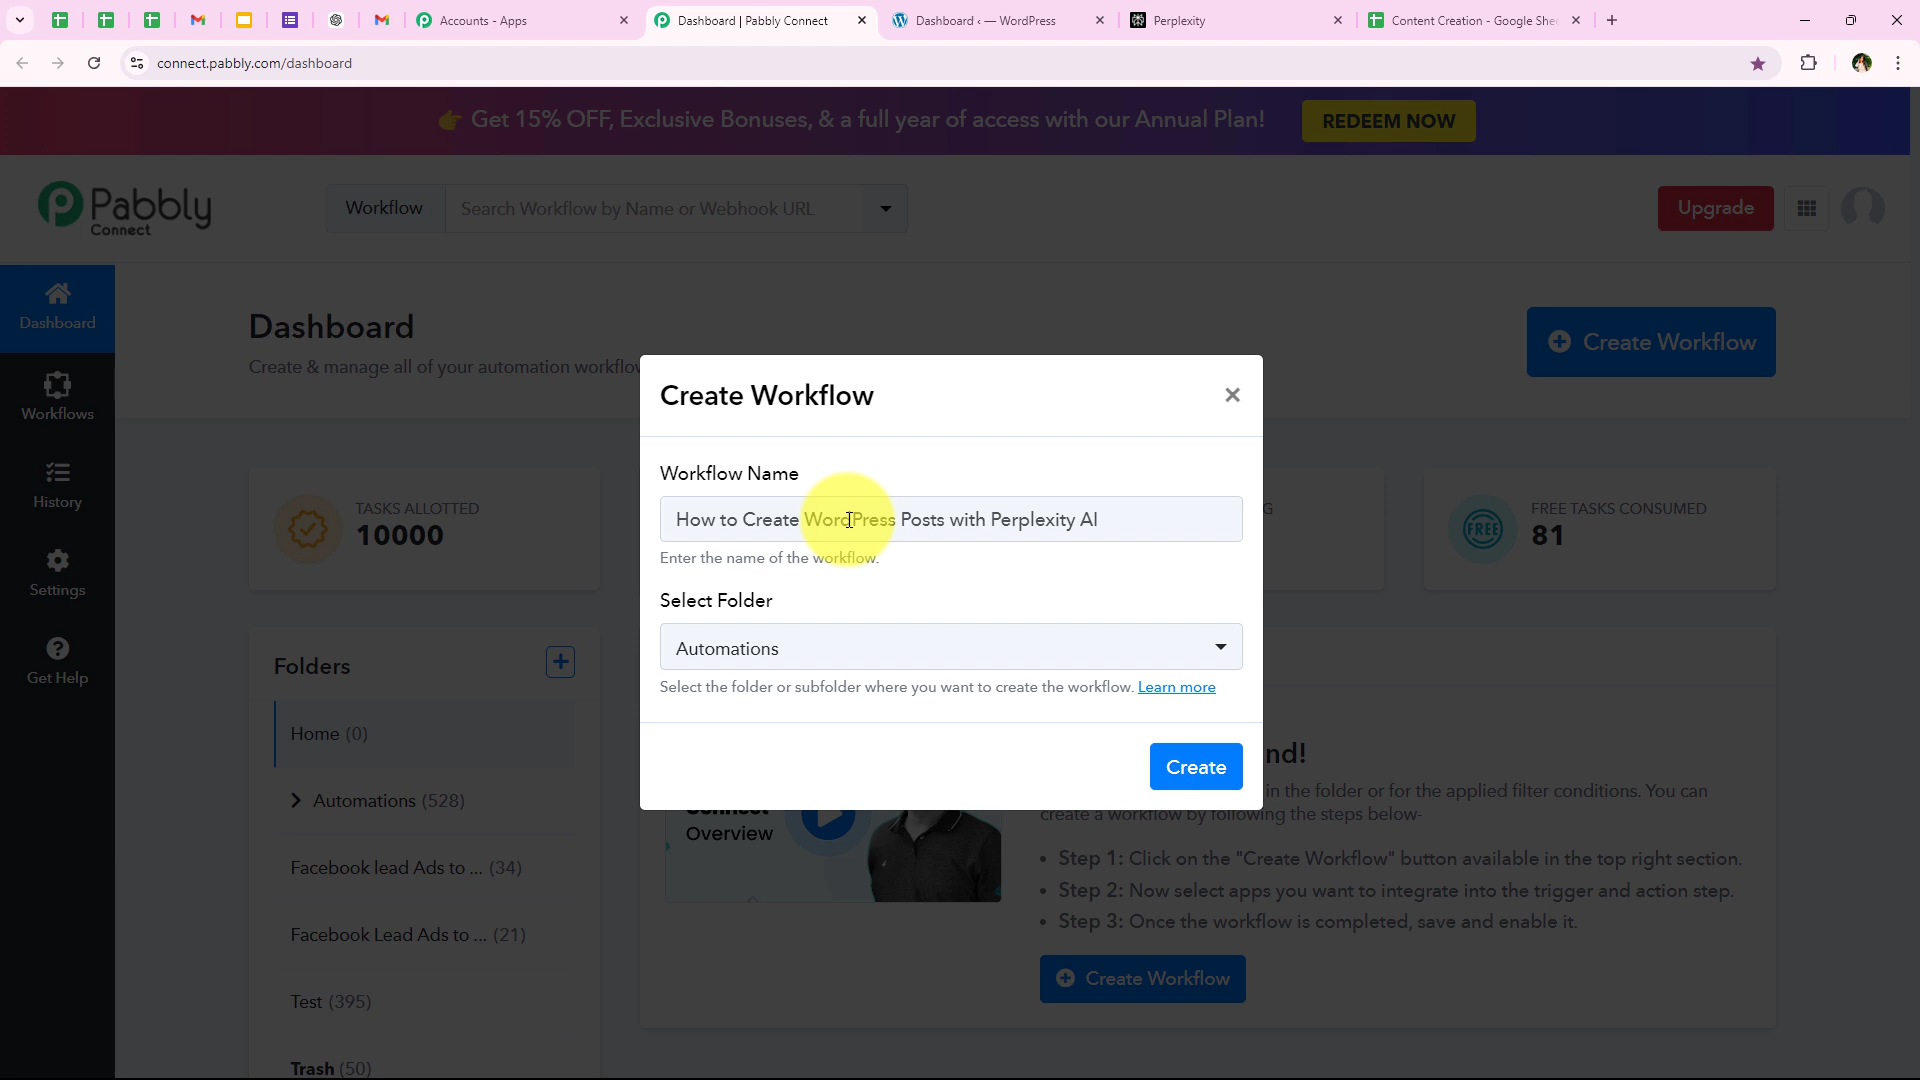 Accounts - Apps
Dashboard | Pabbly Connect
Dashboard ‹ — WordPress
Perplexity
Content Creation - Google She
connect.pabbly.com/dashboard
👉 Get 15% OFF, Exclusive Bonuses, & a full year of access with our Annual Plan!
REDEEM NOW
Pabbly
Connect
Workflow
Search Workflow by Name or Webhook URL
Upgrade
Dashboard
Workflows
History
Settings
Get Help
Dashboard
Create & manage all of your automation workflow
Create Workflow
TASKS ALLOTTED
10000
G
FREE TASKS CONSUMED
81
FREE
Create Workflow
Workflow Name
How to Create WordPress Posts with Perplexity AI
Enter the name of the workflow.
Select Folder
Automations
Select the folder or subfolder where you want to create the workflow. Learn more
Create
Folders
Home (0)
Automations (528)
Facebook lead Ads to ... (34)
Facebook Lead Ads to ... (21)
Test (395)
Trash (50)
Connect
Overview
nd!
in the folder or for the applied filter conditions. You can
create a workflow by following the steps below-
• Step 1: Click on the "Create Workflow" button available in the top right section.
• Step 2: Now select apps you want to integrate into the trigger and action step.
• Step 3: Once the workflow is completed, save and enable it.
Create Workflow